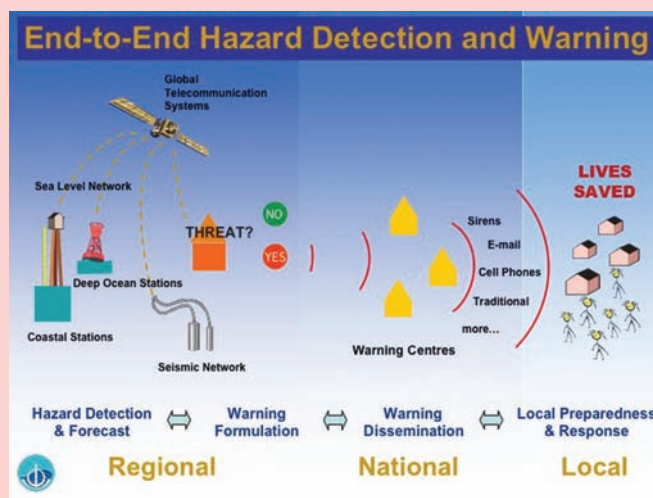 End-to-End Hazard Detection and Warning
Global
Telecommunication
Systems
Sea Level Network
THREAT?
NO
YES
Deep Ocean Stations
Coastal Stations
Seismic Network
Sirens
E-mail
Cell Phones
Traditional
more...
Warning Centres
LIVES
SAVED
Hazard Detection
& Forecast
Warning
Formulation
Warning
Dissemination
Local Preparedness
& Response
Regional
National
Local